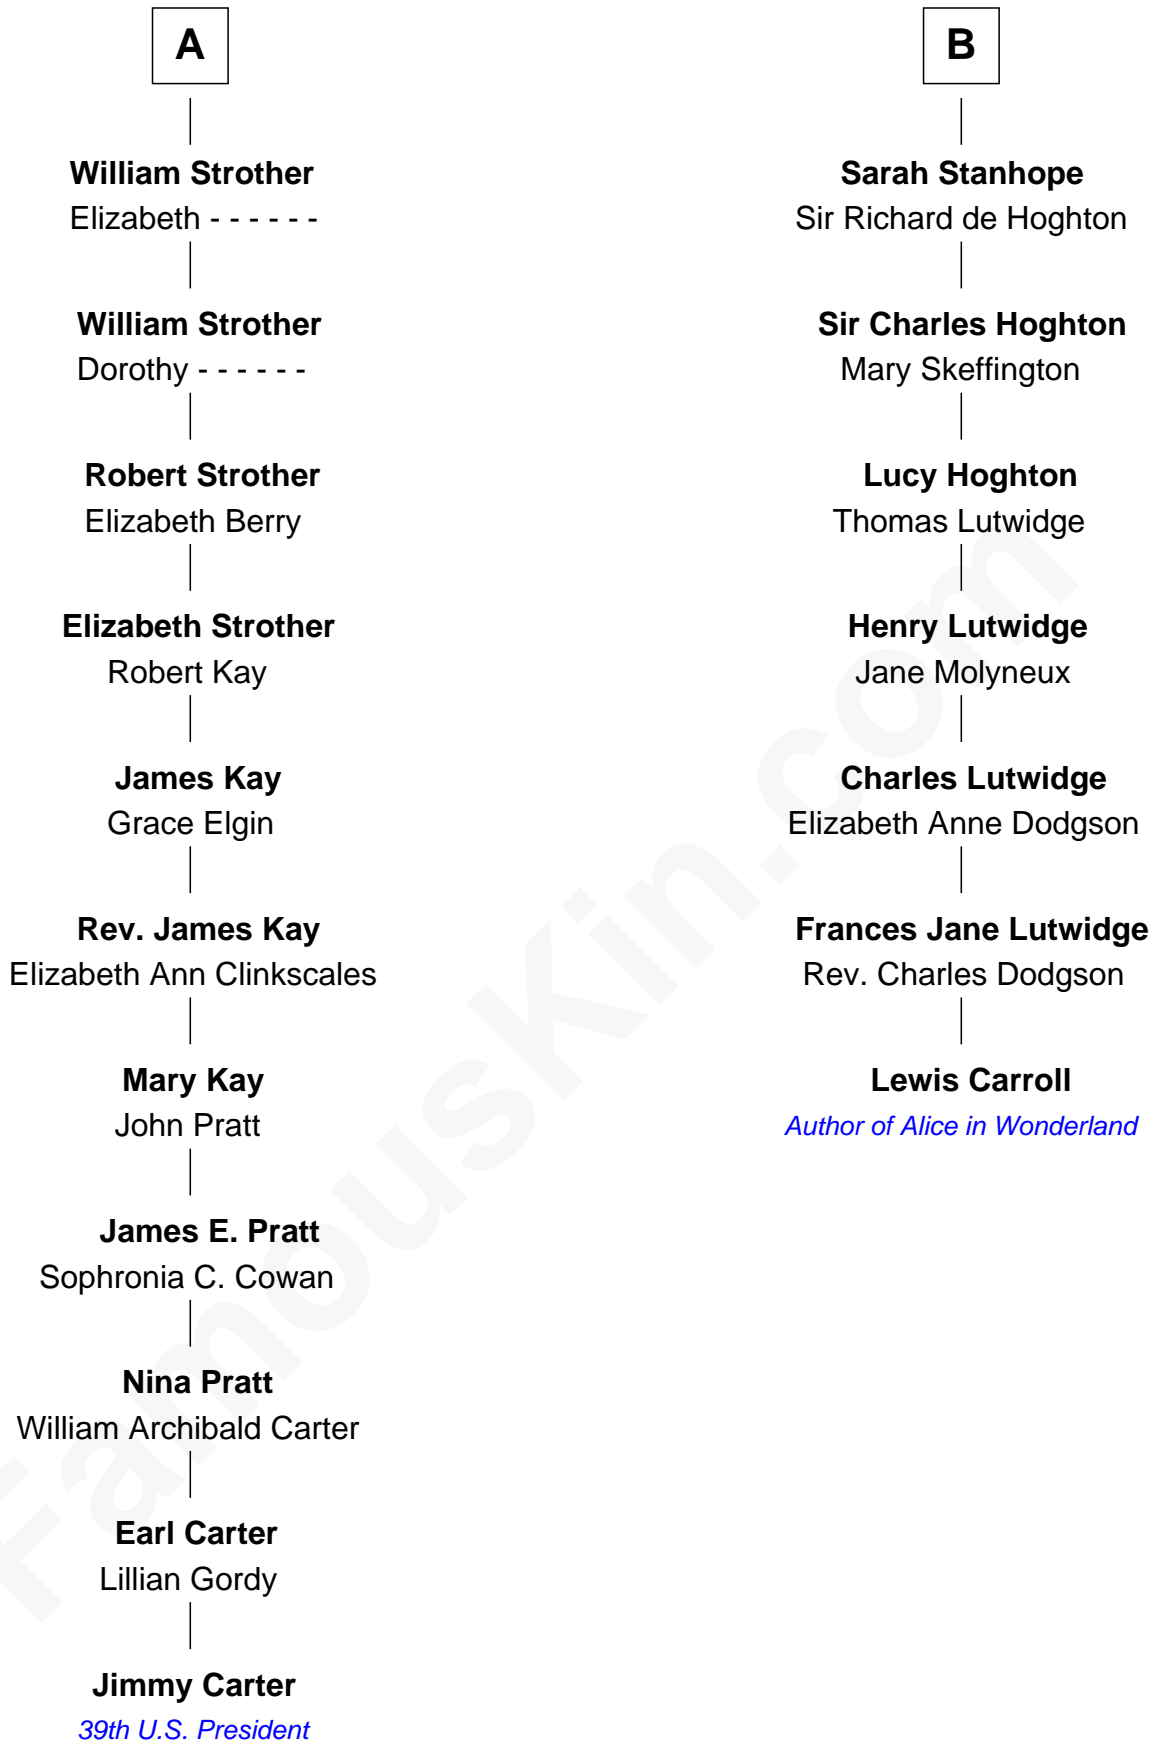 A
William Strother
Elizabeth - - - - - -
William Strother
Dorothy - - - - - -
Robert Strother
Elizabeth Berry
Elizabeth Strother
Robert Kay
James Kay
Grace Elgin
Rev. James Kay
Elizabeth Ann Clinkscales
Mary Kay
John Pratt
James E. Pratt
Sophronia C. Cowan
Nina Pratt
William Archibald Carter
Earl Carter
Lillian Gordy
Jimmy Carter
39th U.S. President
B
Sarah Stanhope
Sir Richard de Hoghton
Sir Charles Hoghton
Mary Skeffington
Lucy Hoghton
Thomas Lutwidge
Henry Lutwidge
Jane Molyneux
Charles Lutwidge
Elizabeth Anne Dodgson
Frances Jane Lutwidge
Rev. Charles Dodgson
Lewis Carroll
Author of Alice in Wonderland
FamousKin.com